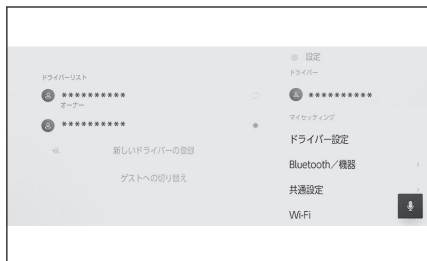 ドライバーリスト
**********
オーナー
**********
新しいドライバーの登録
ゲストへの切り替え
設定
ドライバー
**********
マイセッティング
ドライバー設定
Bluetooth／機器
共通設定
Wi-Fi